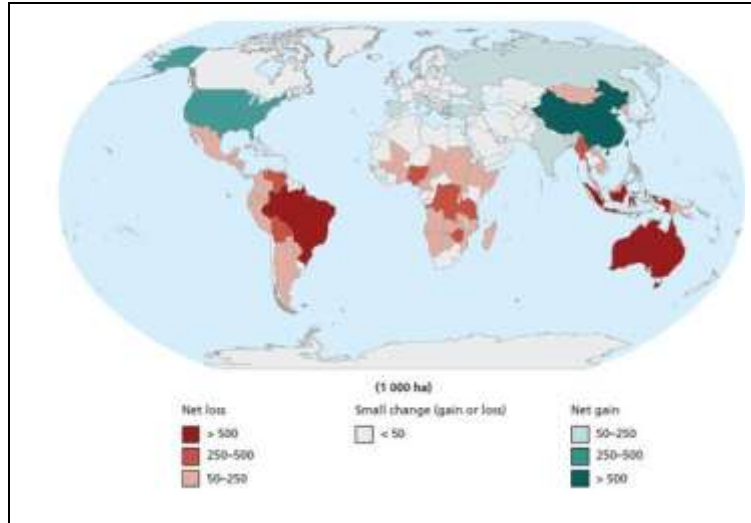 (1 000 ha)
Net loss
> 500
250–500
50–250
Small change (gain or loss)
< 50
Net gain
50–250
250–500
> 500